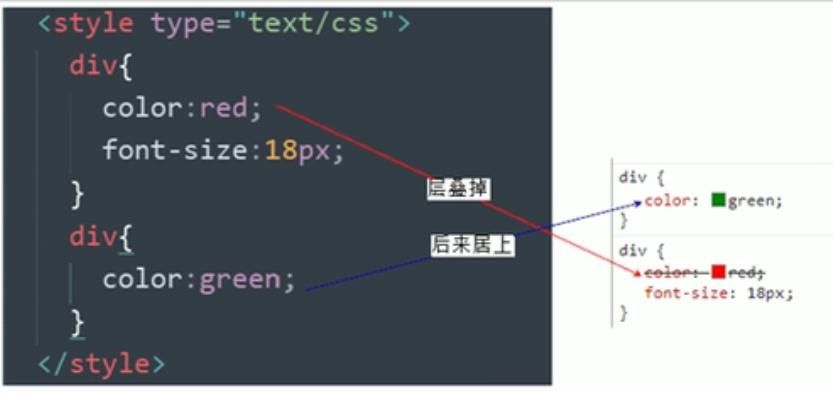 <style type="text/css">
div{
color:red;
font-size:18px;
}
div{
color:green;
}
</style>
层叠掉
后来居上
div {
color: green;
}
div {
color: red;
font-size: 18px;
}